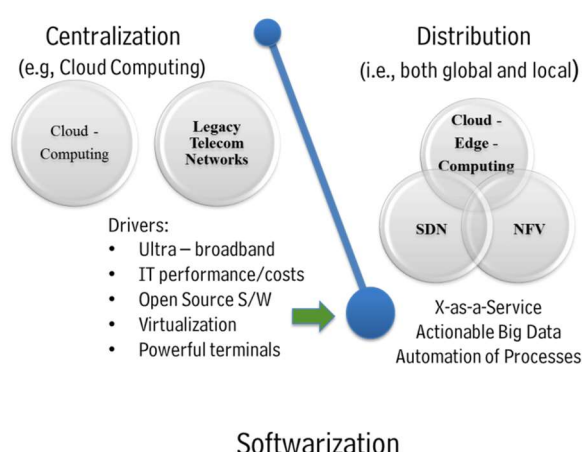 Centralization
(e.g, Cloud Computing)
Cloud -
Computing
Legacy
Telecom
Networks
Drivers:
• Ultra – broadband
• IT performance/costs
• Open Source S/W
• Virtualization
• Powerful terminals
Distribution
(i.e., both global and local)
Cloud -
Edge -
Computing
SDN
NFV
X-as-a-Service
Actionable Big Data
Automation of Processes
Softwarization